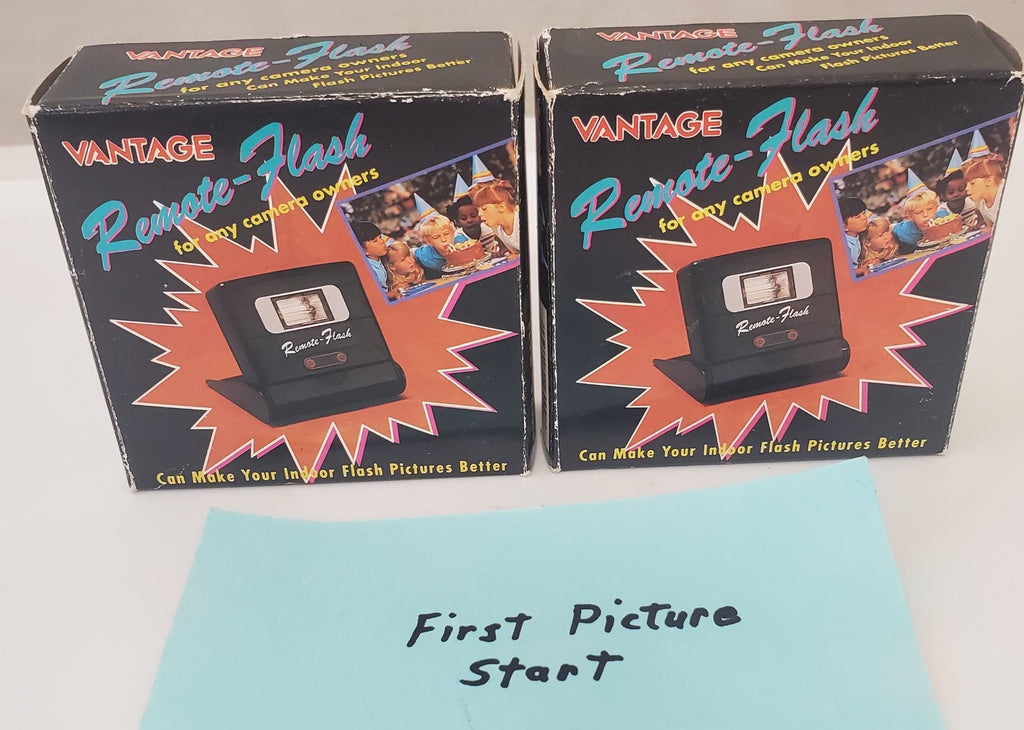 VANTAGE
Remote-Flash
for any camera owners
Can Make Your Indoor
Flash Pictures Better
VANTAGE
Remote-Flash
for any camera owners
Remote-Flash
Can Make Your Indoor Flash Pictures Better
VANTAGE
Remote-Flash
for any camera owners
Can Make Your Indoor
Flash Pictures Better
VANTAGE
Remote-Flash
for any camera owners
Remote-Flash
Can Make Your Indoor Flash Pictures Better
First Picture
Start